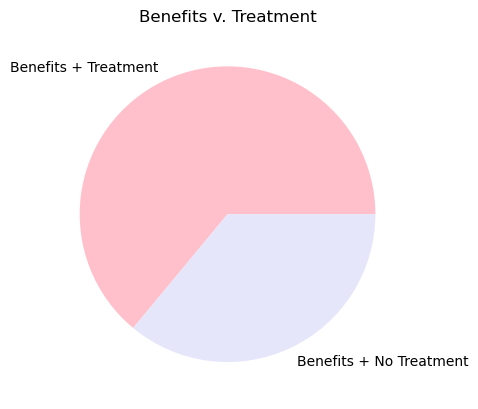 Benefits v. Treatment
Benefits + Treatment
Benefits + No Treatment